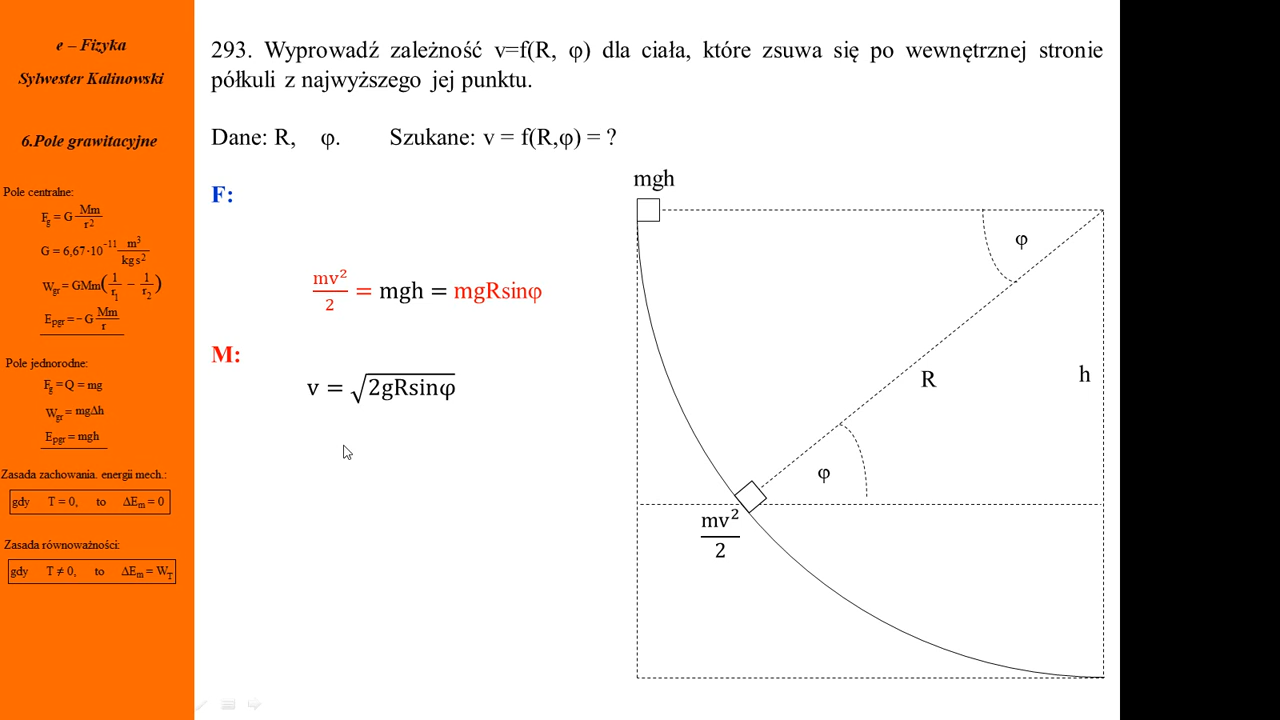 e – Fizyka
Sylwester Kalinowski
6.Pole grawitacyjne
Pole centralne:
F_g = G Mm/r²
G = 6,67·10⁻¹¹ m³/kg s²
W_gr = GMm(1/r₁ − 1/r₂)
E_pgr = − G Mm/r
Pole jednorodne:
F_g = Q = mg
W_gr = mgΔh
E_pgr = mgh
Zasada zachowania. energii mech.:
gdy T = 0, to ΔE_m = 0
Zasada równoważności:
gdy T ≠ 0, to ΔE_m = W_T
293. Wyprowadź zależność v=f(R, φ) dla ciała, które zsuwa się po wewnętrznej stronie
półkuli z najwyższego jej punktu.
Dane: R, φ. Szukane: v = f(R,φ) = ?
F:
mv²/2 = mgh = mgRsinφ
M:
v = √2gRsinφ
mgh
φ
R
h
φ
mv²/2